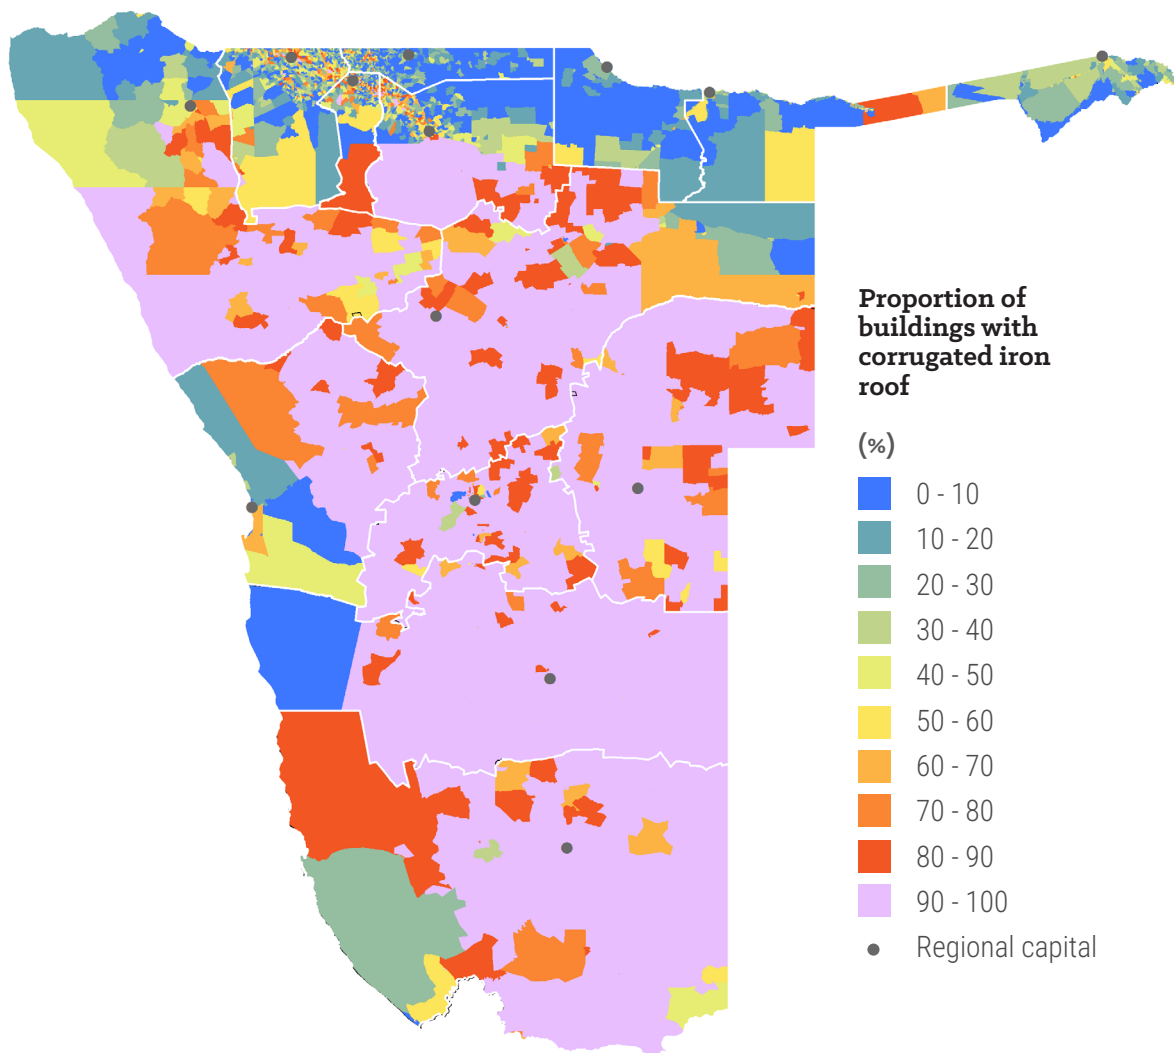 Proportion of
buildings with
corrugated iron
roof
(%)
0 - 10
10 - 20
20 - 30
30 - 40
40 - 50
50 - 60
60 - 70
70 - 80
80 - 90
90 - 100
Regional capital